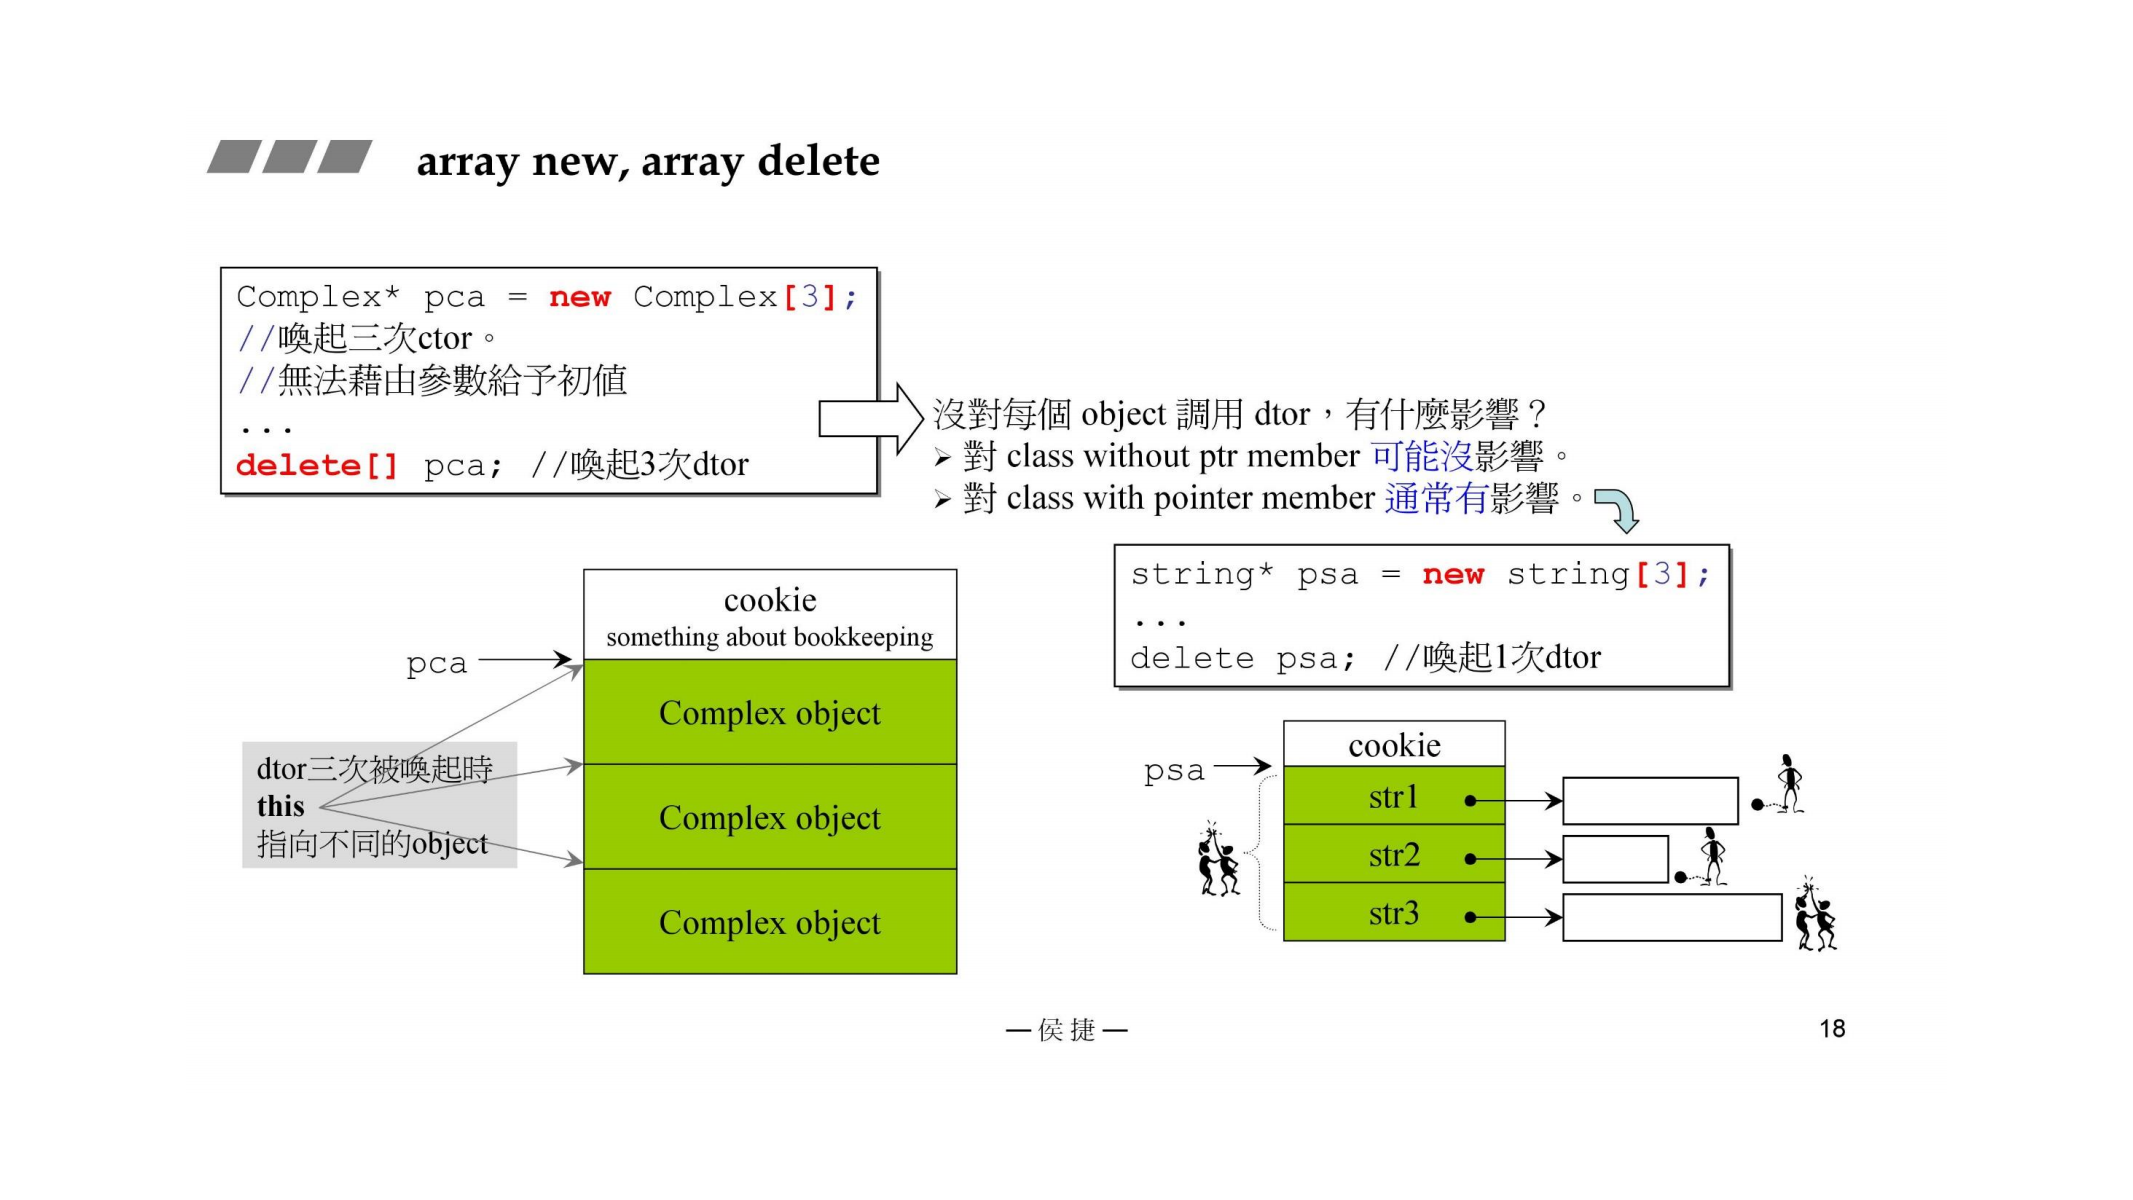 array new, array delete
Complex* pca = new Complex[3];
//喚起三次ctor。
//無法藉由參數給予初值
...
delete[] pca; //喚起3次dtor
沒對每個 object 調用 dtor，有什麼影響？
➢ 對 class without ptr member 可能沒影響。
➢ 對 class with pointer member 通常有影響。
string* psa = new string[3];
...
delete psa; //喚起1次dtor
cookie
something about bookkeeping
pca
Complex object
Complex object
Complex object
dtor三次被喚起時
this
指向不同的object
cookie
psa
str1
str2
str3
—侯捷—
18